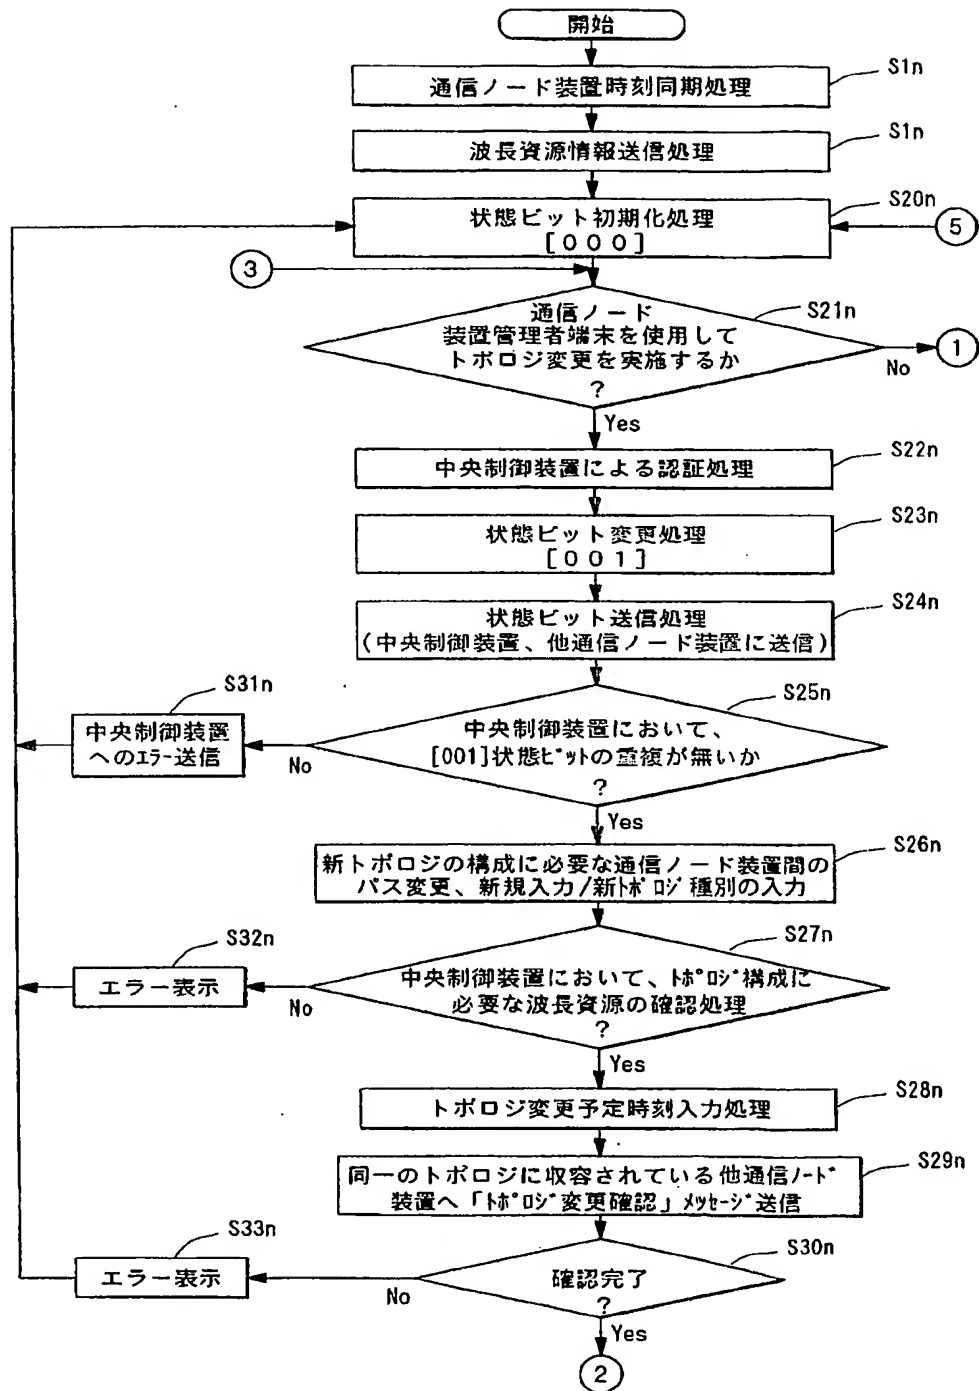 開始
通信ノード装置時刻同期処理
S1n
波長資源情報送信処理
S1n
状態ビット初期化処理
[000]
S20n
5
3
通信ノード
装置管理者端末を使用して
トポロジ変更を実施するか
?
S21n
No
1
Yes
中央制御装置による認証処理
S22n
状態ビット変更処理
[001]
S23n
状態ビット送信処理
(中央制御装置、他通信ノード装置に送信)
S24n
中央制御装置において、
[001]状態ビットの重複が無いか
?
S25n
No
中央制御装置
へのエラー送信
S31n
Yes
新トポロジの構成に必要な通信ノード装置間の
パス変更、新規入力/新トポロジ種別の入力
S26n
中央制御装置において、トポロジ構成に
必要な波長資源の確認処理
?
S27n
No
エラー表示
S32n
Yes
トポロジ変更予定時刻入力処理
S28n
同一のトポロジに収容されている他通信ノード
装置へ「トポロジ変更確認」メッセージ送信
S29n
確認完了
?
S30n
No
エラー表示
S33n
Yes
2